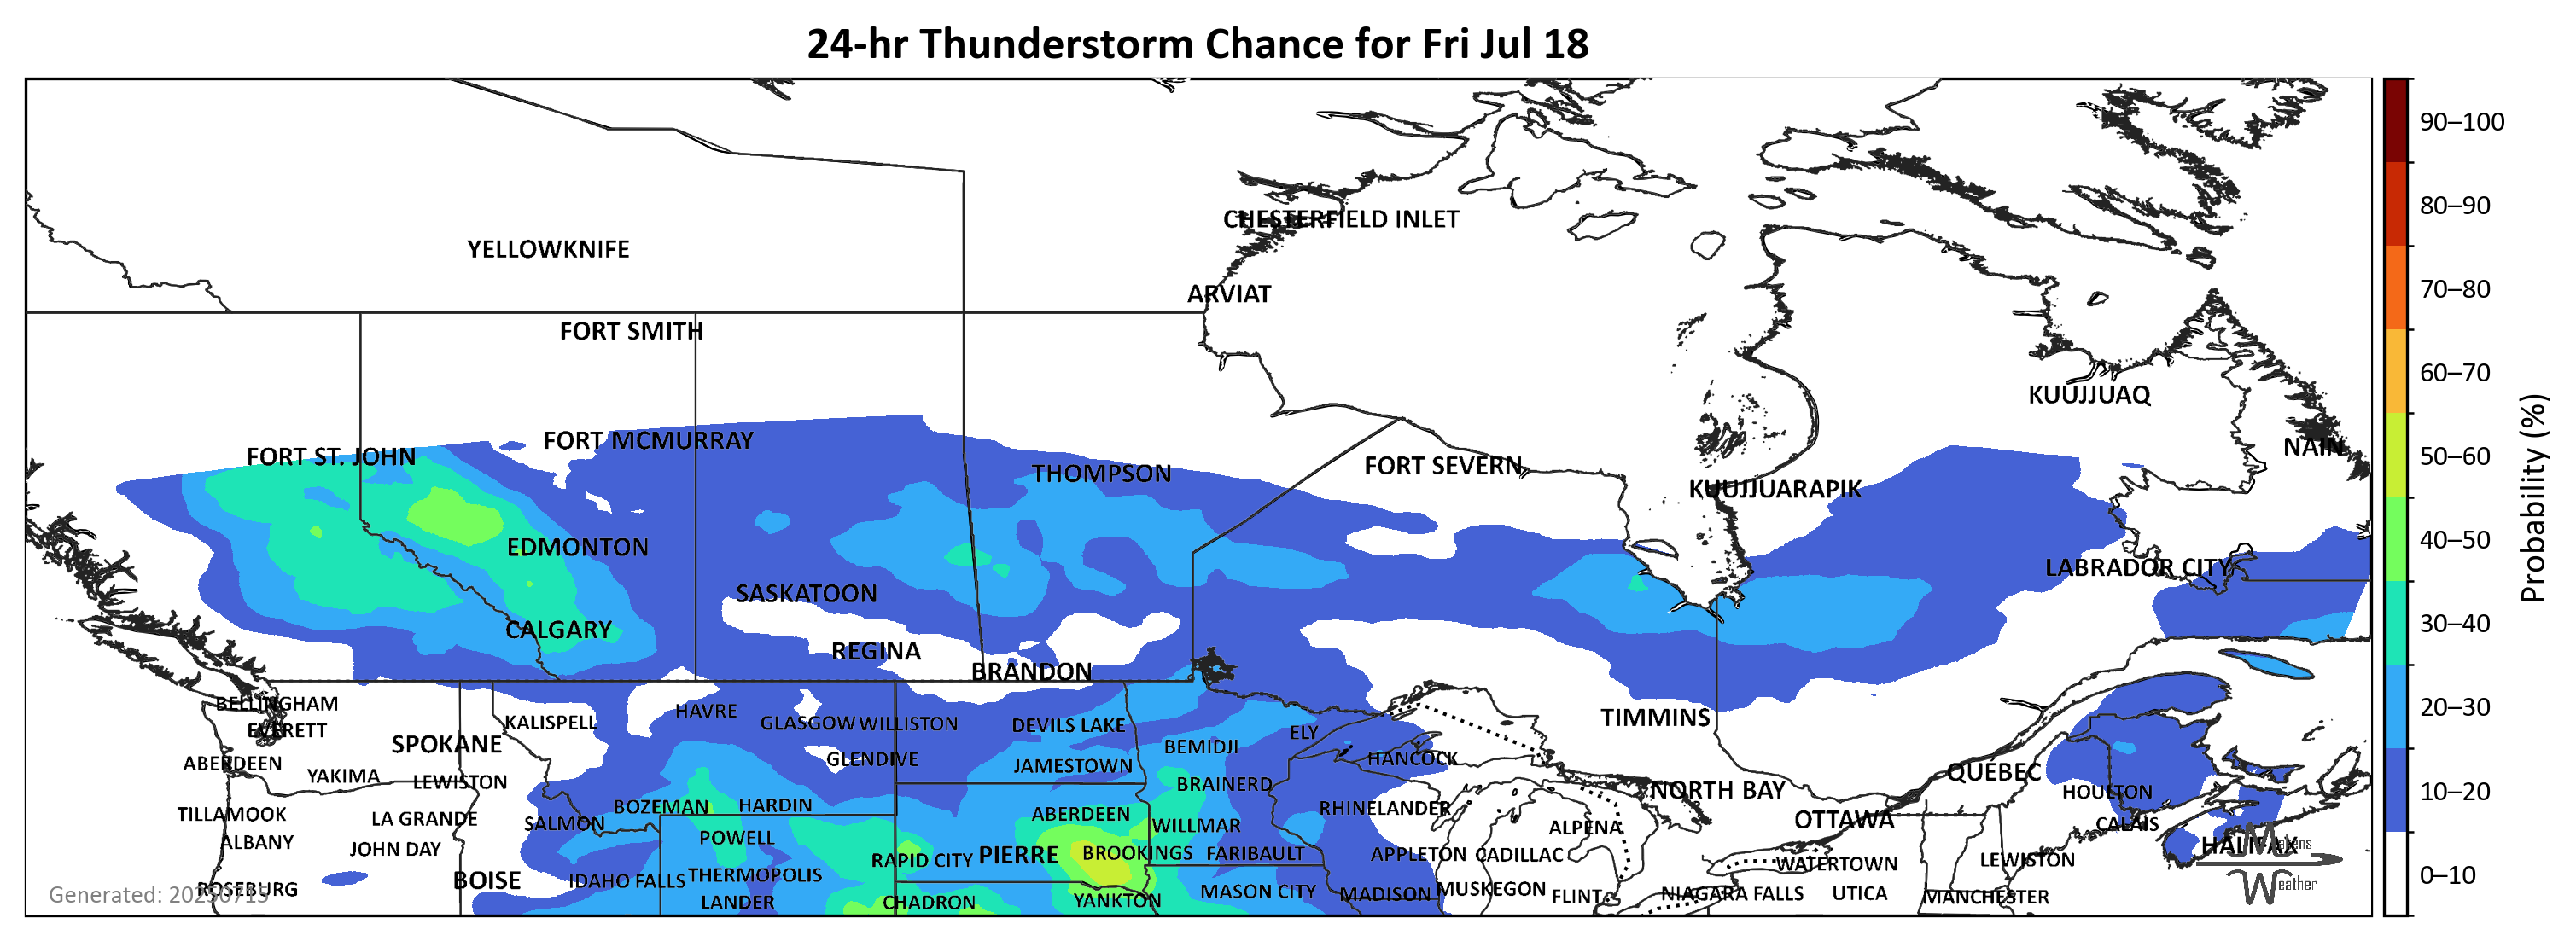 24-hr Thunderstorm Chance for Fri Jul 18
90–100
80–90
CHESTERFIELD INLET
YELLOWKNIFE
70–80
ARVIAT
FORT SMITH
60–70
KUUJJUAQ
FORT MCMURRAY
NAIN
FORT ST. JOHN
50–60
FORT SEVERN
THOMPSON
KUUJJUARAPIK
Probability (%)
40–50
EDMONTON
LABRADOR CITY
SASKATOON
30–40
CALGARY
REGINA
BRANDON
BELLINGHAM
20–30
HAVRE
TIMMINS
KALISPELL
GLASGOW
WILLISTON
DEVILS LAKE
EVERETT
ELY
SPOKANE
BEMIDJI
GLENDIVE
HANCOCK
ABERDEEN
JAMESTOWN
QUÉBEC
YAKIMA
LEWISTON
BRAINERD
NORTH BAY
HOULTON
10–20
BOZEMAN
HARDIN
RHINELANDER
TILLAMOOK
LA GRANDE
ABERDEEN
OTTAWA
SALMON
WILLMAR
ALPENA
CALAIS
ALBANY
POWELL
HALIFAX
Makens
JOHN DAY
RAPID CITY
PIERRE
BROOKINGS
FARIBAULT
APPLETON
CADILLAC
WATERTOWN
LEWISTON
BOISE
IDAHO FALLS
THERMOPOLIS
0–10
Weather
ROSEBURG
Generated: 20250715
MASON CITY
MADISON
MUSKEGON
FLINT
NIAGARA FALLS
UTICA
MANCHESTER
LANDER
CHADRON
YANKTON